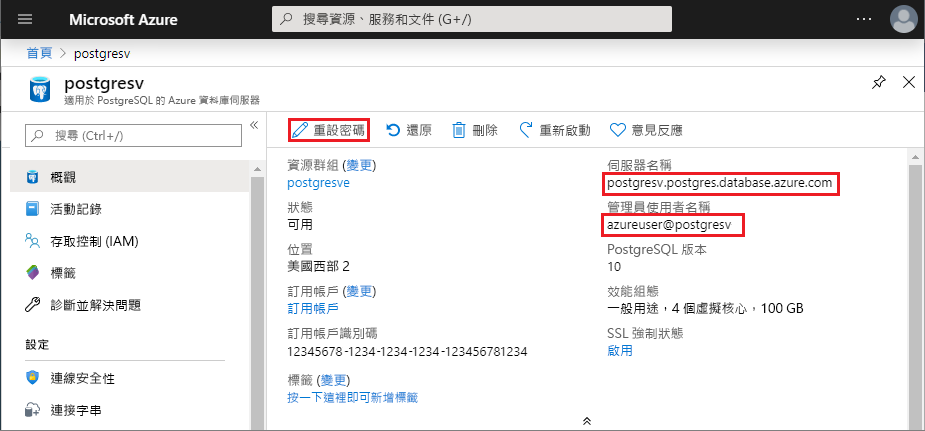 Microsoft Azure
搜尋資源、服務和文件 (G+/)
首頁 > postgresv
postgresv
適用於 PostgreSQL 的 Azure 資料庫伺服器
搜尋 (Ctrl+/)
概觀
活動記錄
存取控制 (IAM)
標籤
診斷並解決問題
設定
連線安全性
連接字串
重設密碼 還原 刪除 重新啟動 意見反應
資源群組 (變更)
postgresve
狀態
可用
位置
美國西部 2
訂用帳戶 (變更)
訂用帳戶
訂用帳戶識別碼
12345678-1234-1234-1234-123456781234
標籤 (變更)
按一下這裡即可新增標籤
伺服器名稱
postgresv.postgres.database.azure.com
管理員使用者名稱
azureuser@postgresv
PostgreSQL 版本
10
效能組態
一般用途，4 個虛擬核心，100 GB
SSL 強制狀態
啟用